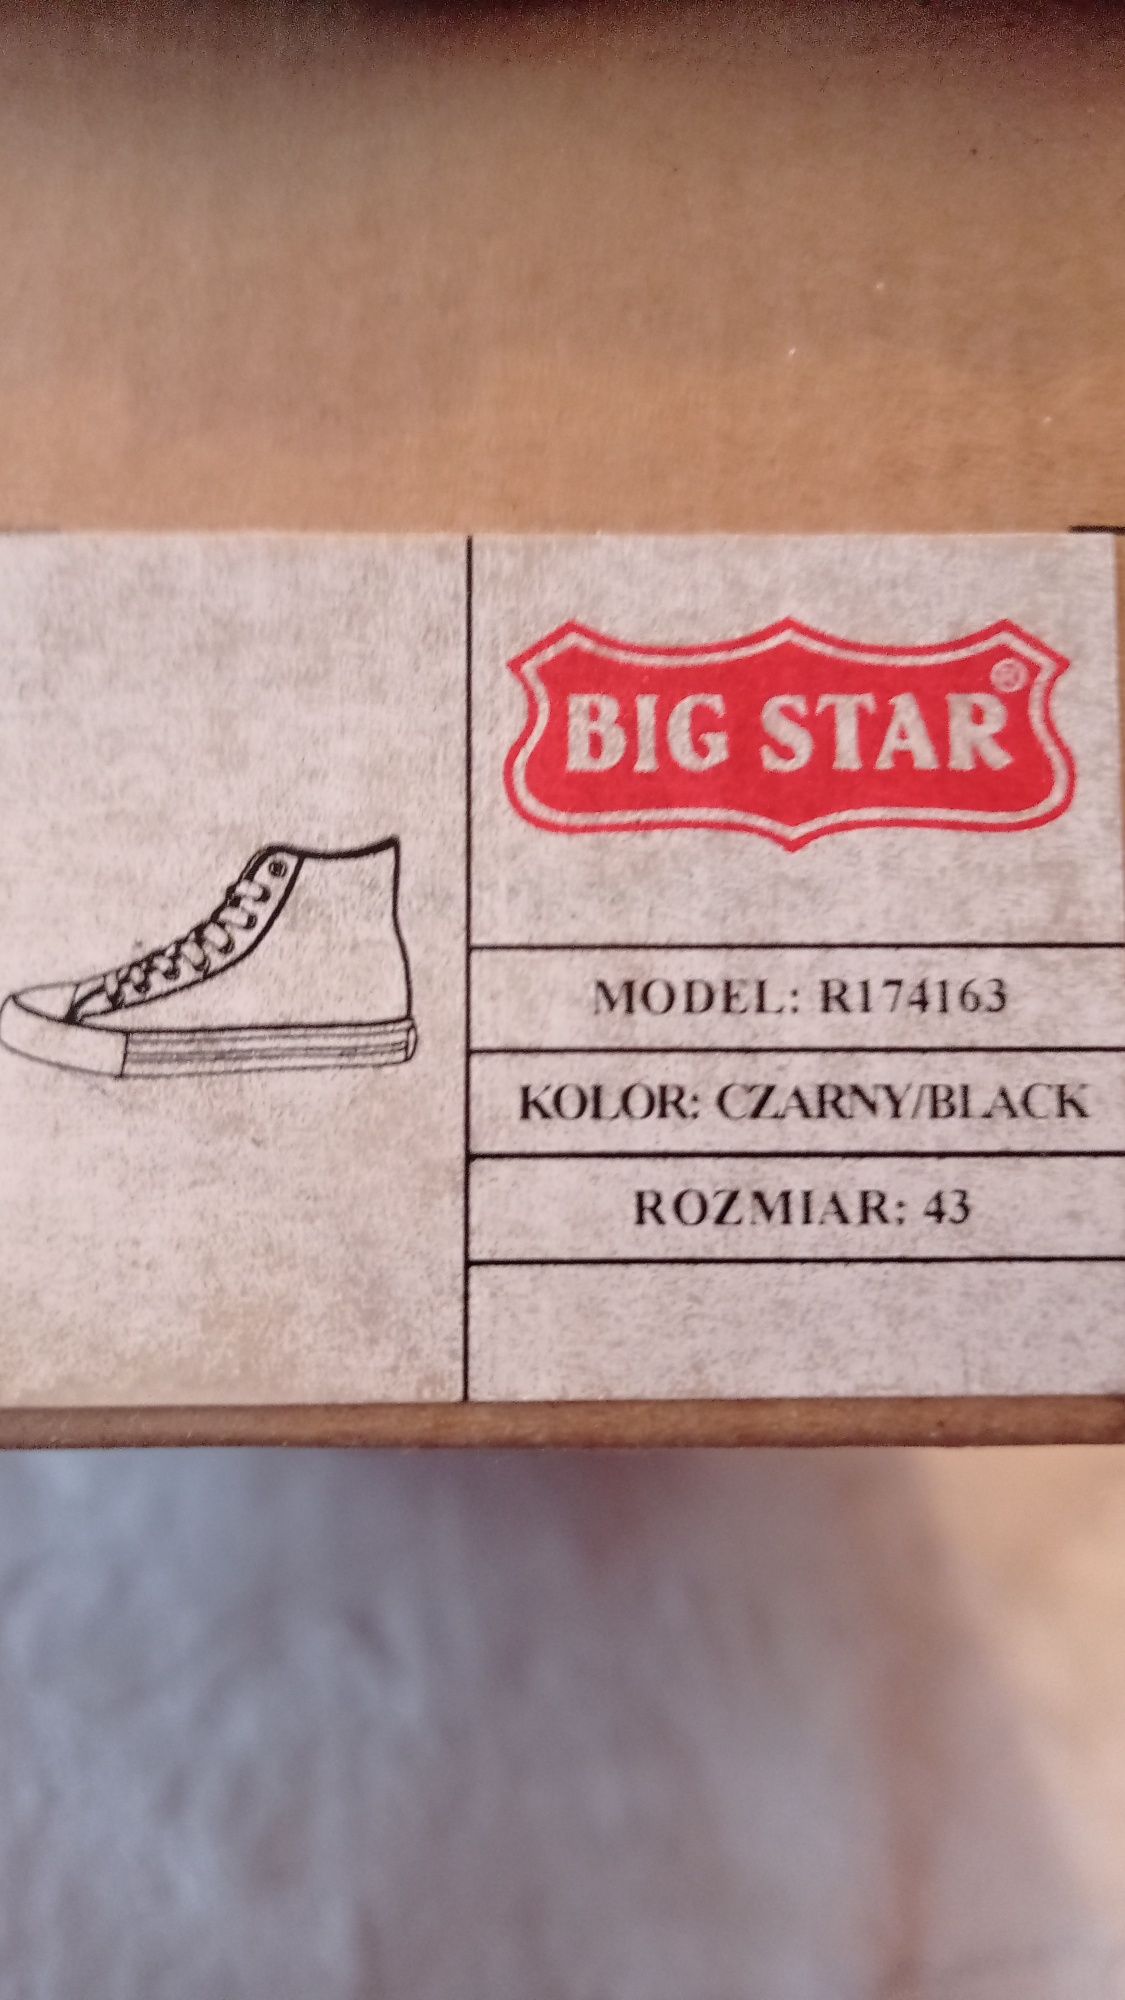 BIG STAR®
MODEL: R174163
KOLOR: CZARNY/BLACK
ROZMIAR: 43